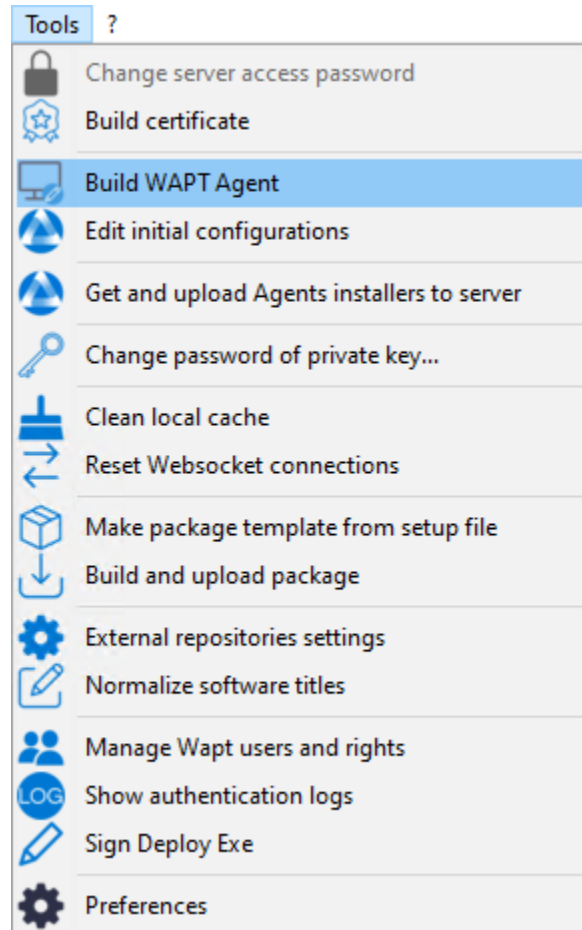 Tools ?
Change server access password
Build certificate
Build WAPT Agent
Edit initial configurations
Get and upload Agents installers to server
Change password of private key...
Clean local cache
Reset Websocket connections
Make package template from setup file
Build and upload package
External repositories settings
Normalize software titles
Manage Wapt users and rights
LOG Show authentication logs
Sign Deploy Exe
Preferences